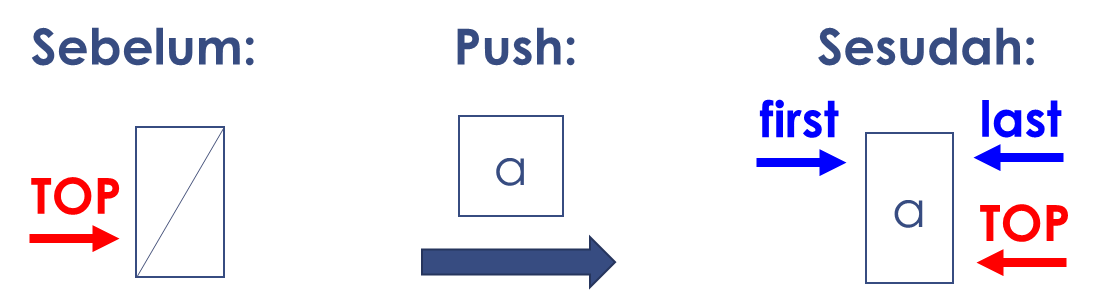 Sebelum:
Push:
Sesudah:
first
last
a
TOP
a
TOP